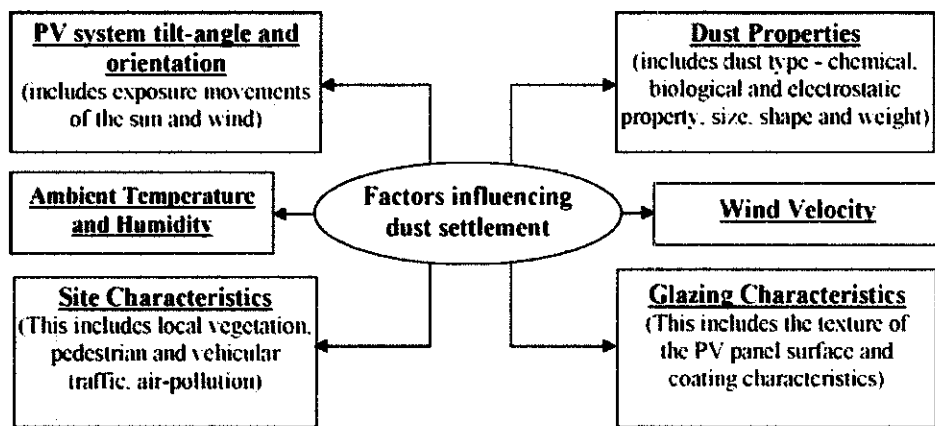 PV system tilt-angle and
orientation
(includes exposure movements
of the sun and wind)
Dust Properties
(includes dust type - chemical,
biological and electrostatic
property, size, shape and weight)
Ambient Temperature
and Humidity
Factors influencing
dust settlement
Wind Velocity
Site Characteristics
(This includes local vegetation,
pedestrian and vehicular
traffic, air-pollution)
Glazing Characteristics
(This includes the texture of
the PV panel surface and
coating characteristics)